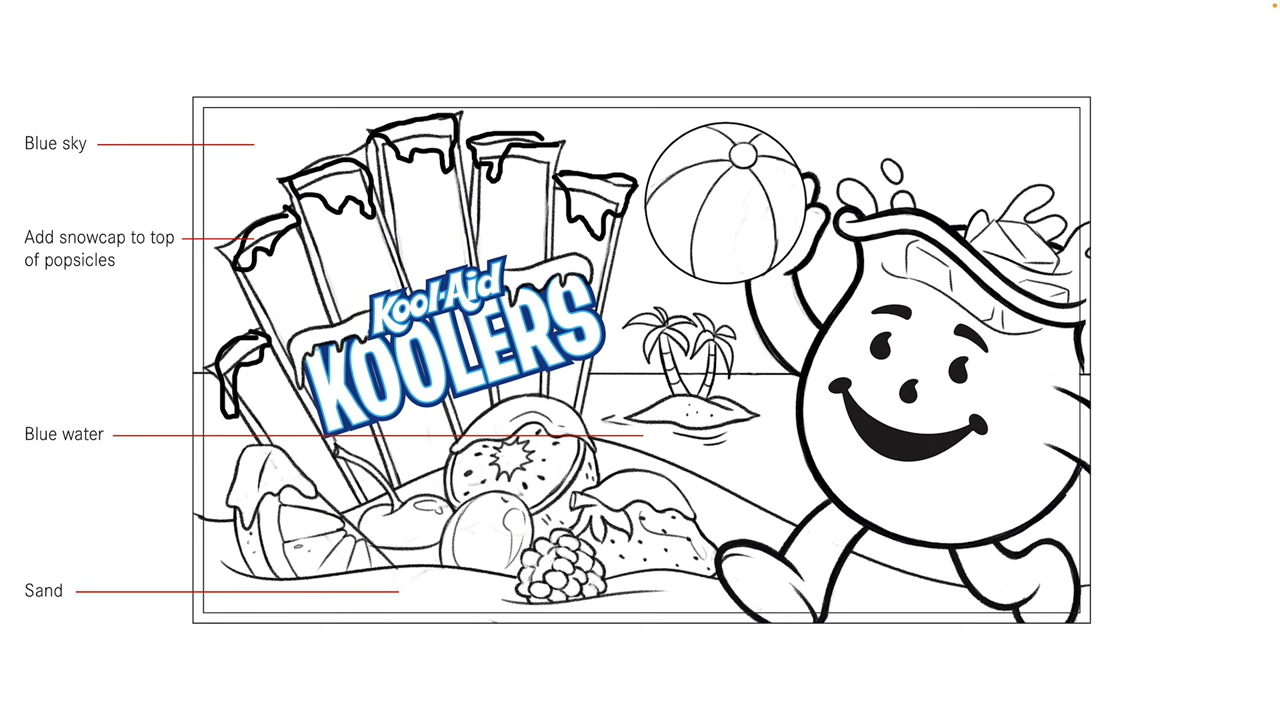 Blue sky
Add snowcap to top
of popsicles
Kool-Aid
KOOLERS
Blue water
Sand